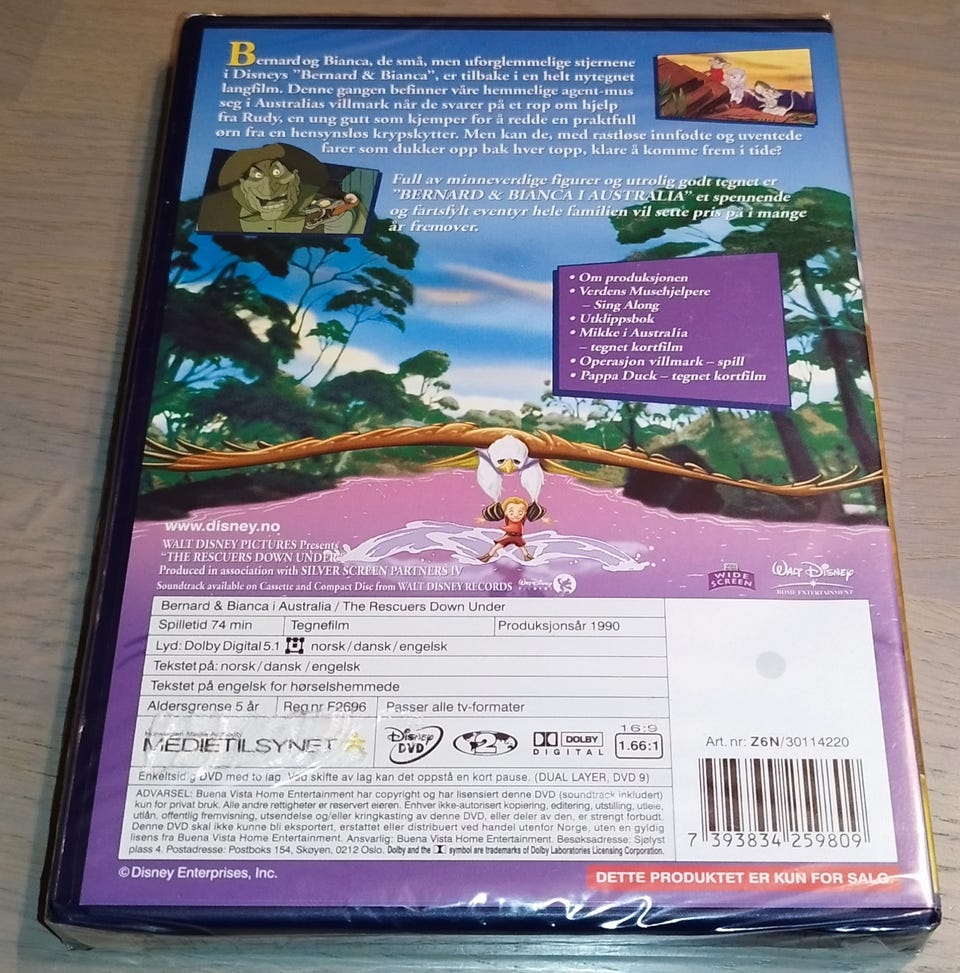 Bernard og Bianca, de små, men uforglemmelige stjernene
i Disneys "Bernard & Bianca", er tilbake i en helt nytegnet
langfilm. Denne gangen befinner våre hemmelige agent-mus
seg i Australias villmark når de svarer på et rop om hjelp
fra Rudy, en ung gutt som kjemper for å redde en praktfull
ørn fra en hensynsløs krypskytter. Men kan de, med rastløse innfødte og uventede
farer som dukker opp bak hver topp, klare å komme frem i tide?
Full av minneverdige figurer og utrolig godt tegnet er
"BERNARD & BIANCA I AUSTRALIA" et spennende
og fartsfylt eventyr hele familien vil sette pris på i mange
år fremover.
• Om produksjonen
• Verdens Musehjelpere
– Sing Along
• Utklippsbok
• Mikke i Australia
– tegnet kortfilm
• Operasjon villmark – spill
• Pappa Duck – tegnet kortfilm
www.disney.no
WALT DISNEY PICTURES Presents
"THE RESCUERS DOWN UNDER"
Produced in association with SILVER SCREEN PARTNERS IV
Soundtrack available on Cassette and Compact Disc from WALT DISNEY RECORDS
WIDE
SCREEN
WALT DISNEY
HOME ENTERTAINMENT
Bernard & Bianca i Australia / The Rescuers Down Under
Spilletid 74 min Tegnefilm Produksjonsår 1990
Lyd: Dolby Digital 5.1 norsk / dansk / engelsk
Tekstet på: norsk / dansk / engelsk
Tekstet på engelsk for hørselshemmede
Aldersgrense 5 år Reg.nr F2696 Passer alle tv-formater
MEDIETILSYNET
Disney DVD
2
DOLBY
DIGITAL
16:9
1.66:1
Art. nr: Z6N/30114220
Enkeltsidig DVD med to lag. Ved skifte av lag kan det oppstå en kort pause. (DUAL LAYER, DVD 9)
ADVARSEL: Buena Vista Home Entertainment har copyright og har lisensiert denne DVD (soundtrack inkludert)
kun for privat bruk. Alle andre rettigheter er reservert eieren. Enhver ikke-autorisert kopiering, editering, utstilling, utleie,
utlån, offentlig fremvisning, utsendelse og/eller kringkasting av denne DVD, eller deler av den, er strengt forbudt.
Denne DVD skal ikke kunne bli eksportert, erstattet eller distribuert ved handel utenfor Norge, uten en gyldig
lisens fra Buena Vista Home Entertainment. Ansvarlig: Buena Vista Home Entertainment. Besøksadresse: Sjølyst
plass 4. Postadresse: Postboks 154, Skøyen, 0212 Oslo. Dolby and the symbol are trademarks of Dolby Laboratories Licensing Corporation.
7 393834 259809
© Disney Enterprises, Inc.
DETTE PRODUKTET ER KUN FOR SALG.